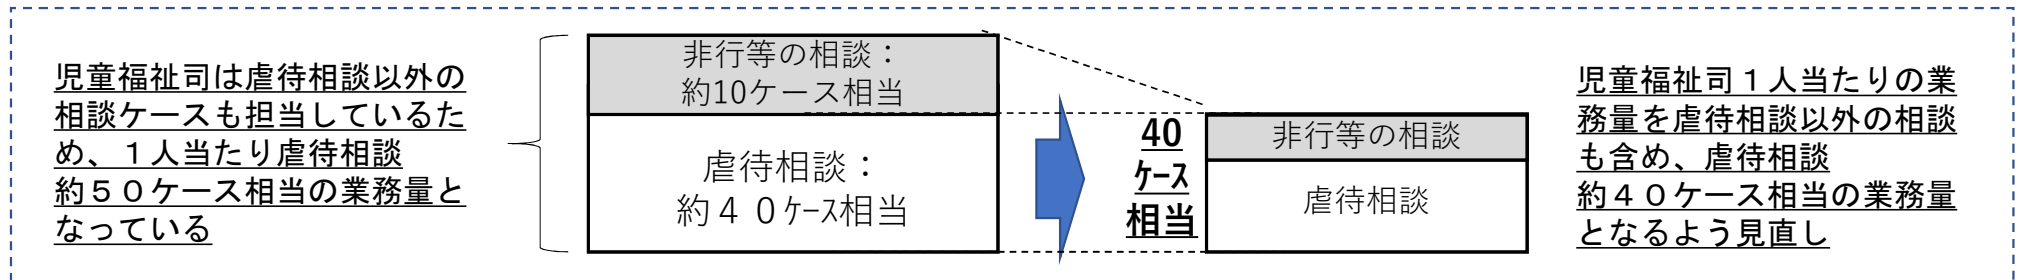 児童福祉司は虐待相談以外の
相談ケースも担当しているた
め、１人当たり虐待相談
約５０ケース相当の業務量と
なっている
非行等の相談：
約10ケース相当
虐待相談：
約４０ｹｰｽ相当
40
ｹｰｽ
相当
非行等の相談
虐待相談
児童福祉司１人当たりの業
務量を虐待相談以外の相談
も含め、虐待相談
約４０ケース相当の業務量
となるよう見直し